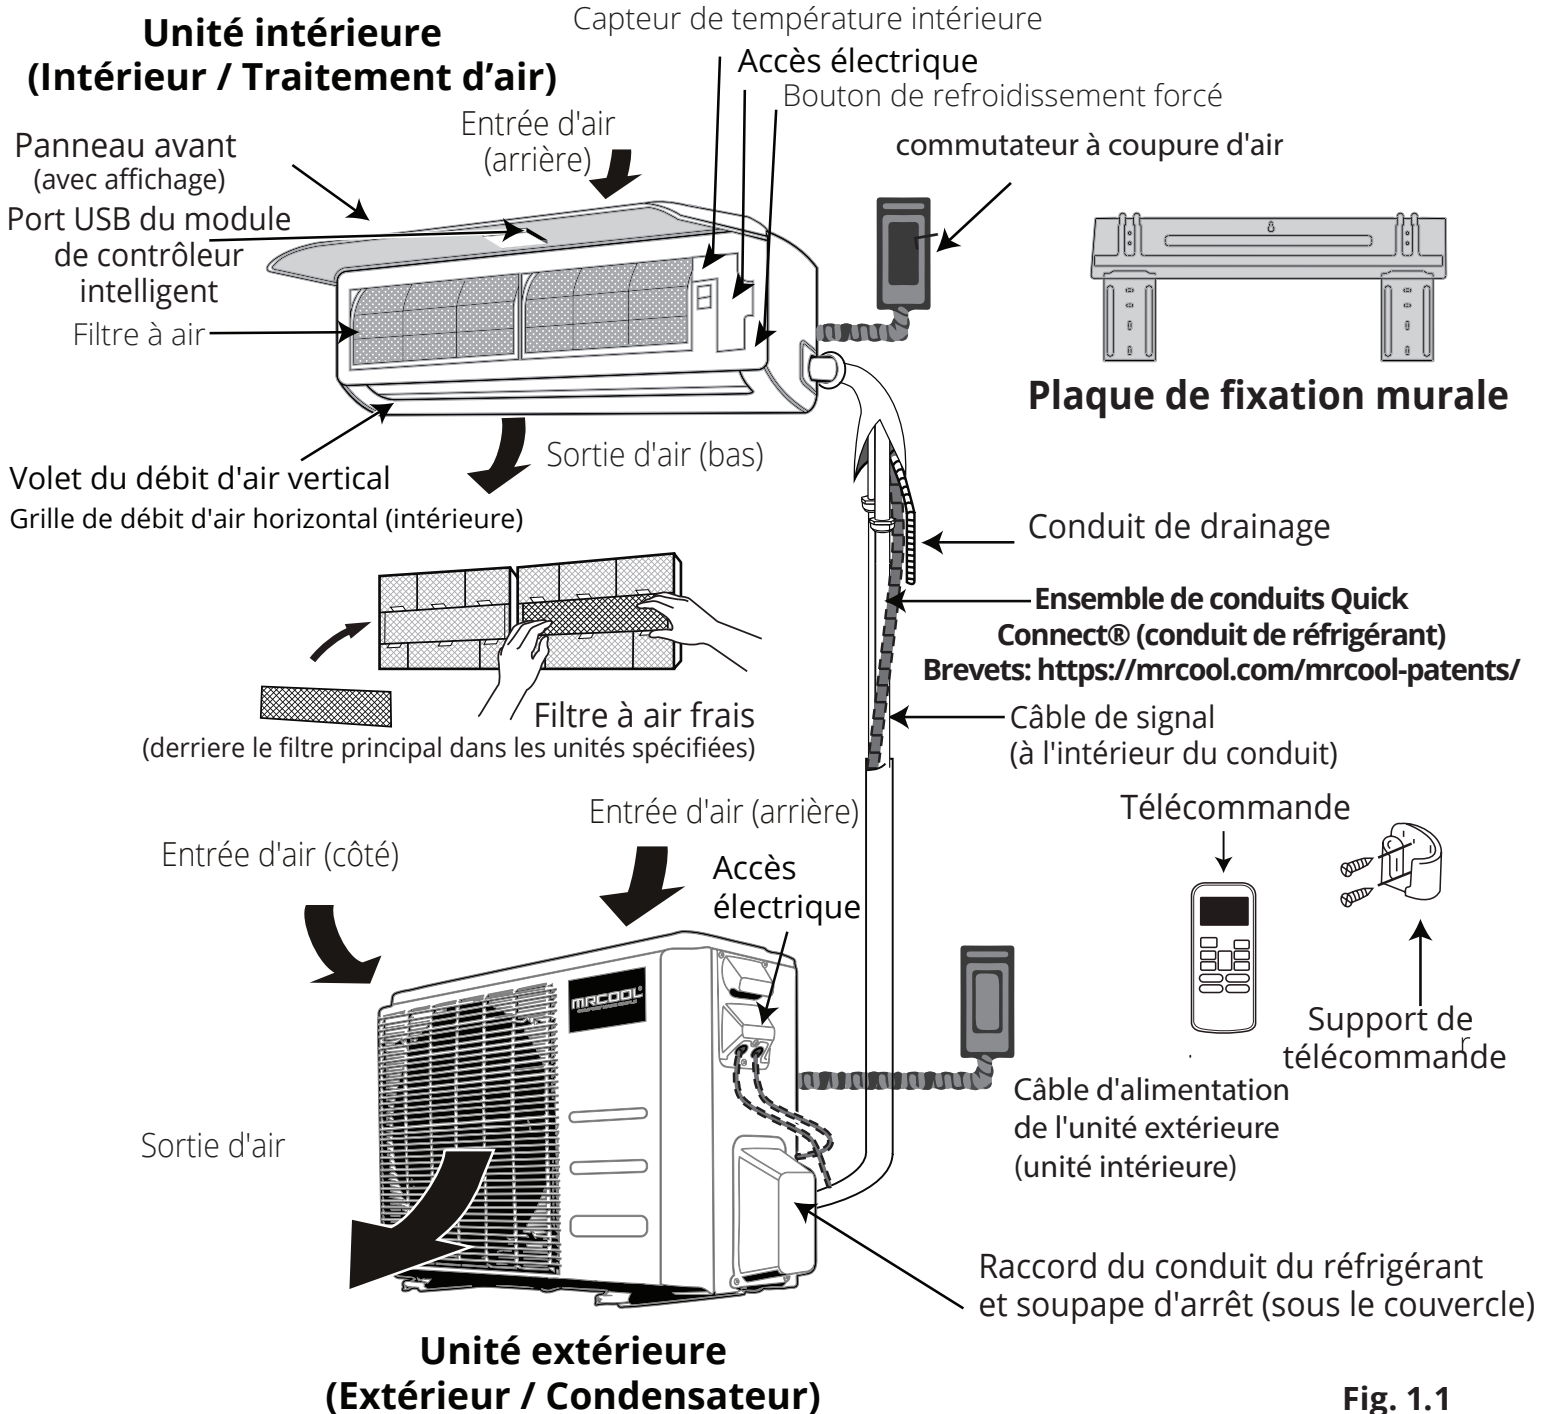 Unité intérieure
(Intérieur / Traitement d’air)
Capteur de température intérieure
Accès électrique
Bouton de refroidissement forcé
Entrée d'air
(arrière)
commutateur à coupure d'air
Panneau avant
(avec affichage)
Port USB du module
de contrôleur
intelligent
Filtre à air
Plaque de fixation murale
Sortie d'air (bas)
Volet du débit d'air vertical
Grille de débit d'air horizontal (intérieure)
Conduit de drainage
Ensemble de conduits Quick
Connect® (conduit de réfrigérant)
Brevets: https://mrcool.com/mrcool-patents/
Filtre à air frais
(derriere le filtre principal dans les unités spécifiées)
Câble de signal
(à l'intérieur du conduit)
Télécommande
Entrée d'air (arrière)
Entrée d'air (côté)
Accès
électrique
MRCOOL
Support de
télécommande
r
Câble d'alimentation
de l'unité extérieure
(unité intérieure)
Sortie d'air
Raccord du conduit du réfrigérant
et soupape d'arrêt (sous le couvercle)
Unité extérieure
(Extérieur / Condensateur)
Fig. 1.1